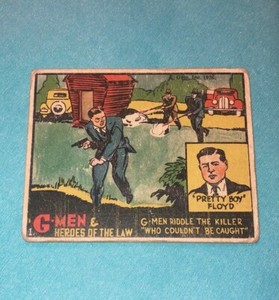 "PRETTY BOY"
FLOYD
G-MEN &
HEROES OF THE LAW
1.
G-MEN RIDDLE THE KILLER
"WHO COULDN'T BE CAUGHT"